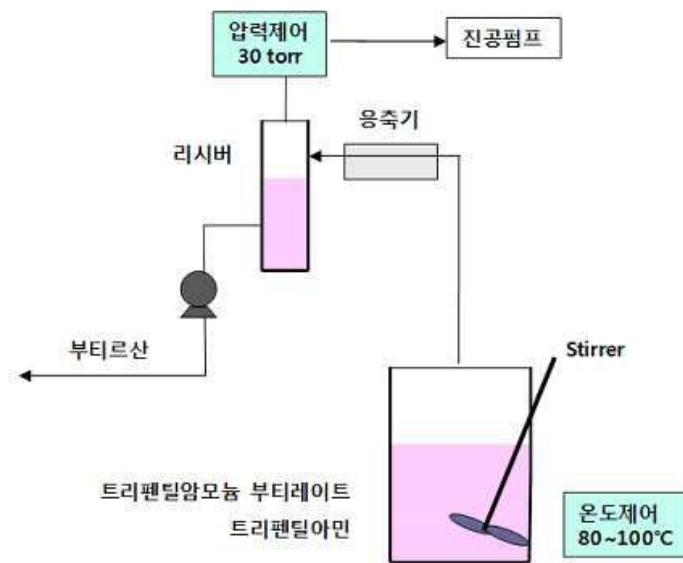 압력제어
30 torr
진공펌프
응축기
리시버
부티르산
Stirrer
트리펜틸암모늄 부티레이트
트리펜틸아민
온도제어
80~100℃